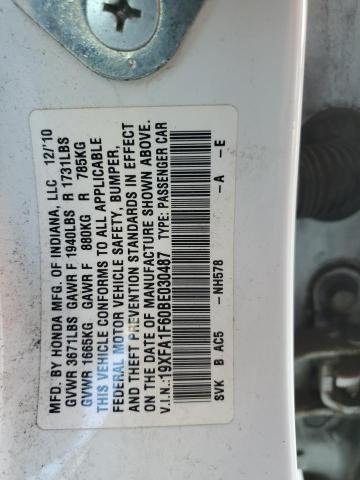 MFD. BY HONDA MFG. OF INDIANA, LLC 12/'10
GVWR 3671LBS GAWR F 1940LBS R 1731LBS
GVWR 1665KG GAWR F 880KG R 785KG
THIS VEHICLE CONFORMS TO ALL APPLICABLE
FEDERAL MOTOR VEHICLE SAFETY, BUMPER,
AND THEFT PREVENTION STANDARDS IN EFFECT
ON THE DATE OF MANUFACTURE SHOWN ABOVE.
V.I.N.:19XFA1F60BE030487 TYPE: PASSENGER CAR
SVK B AC5 - NH578 - A - E